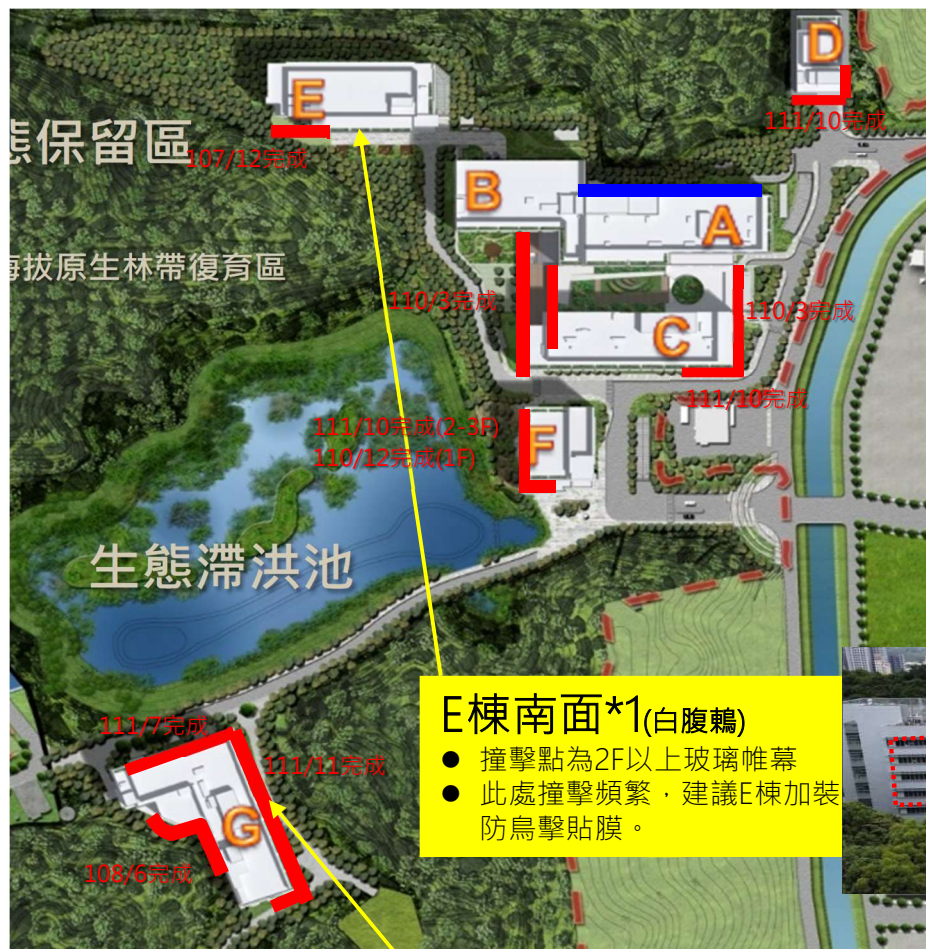 D
111/10完成
E
107/12完成
態保留區
B
A
海拔原生林帶復育區
110/3完成
110/3完成
C
111/10完成
111/10完成(2-3F)
110/12完成(1F)
F
生態滯洪池
E棟南面*1(白腹鶇)
● 撞擊點為2F以上玻璃帷幕
● 此處撞擊頻繁，建議E棟加裝
防鳥擊貼膜。
111/7完成
111/11完成
G
108/6完成